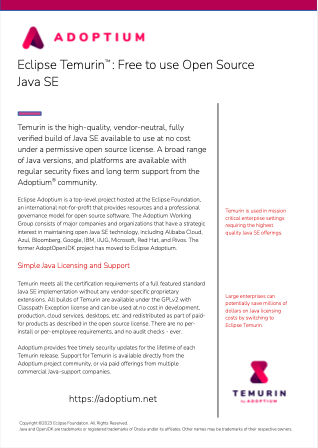 ADOPTIUM
Eclipse Temurin™: Free to use Open Source
Java SE
Temurin is the high-quality, vendor-neutral, fully
verified build of Java SE available to use at no cost
under a permissive open source license. A broad range
of Java versions, and platforms are available with
regular security fixes and long term support from the
Adoptium® community.
Eclipse Adoptium is a top-level project hosted at the Eclipse Foundation,
an international not-for-profit that provides resources and a professional
governance model for open source software. The Adoptium Working
Group consists of major companies and organizations that have a strategic
interest in maintaining open Java SE technology, including Alibaba Cloud,
Azul, Bloomberg, Google, IBM, iJUG, Microsoft, Red Hat, and Rivos. The
former AdoptOpenJDK project has moved to Eclipse Adoptium.
Simple Java Licensing and Support
Temurin meets all the certification requirements of a full featured standard
Java SE implementation without any vendor-specific proprietary
extensions. All builds of Temurin are available under the GPLv2 with
Classpath Exception license and can be used at no cost in development,
production, cloud services, desktops, etc, and redistributed as part of paid-
for products as described in the open source license. There are no per-
install or per-employee requirements, and no audit checks - ever.
Adoptium provides free timely security updates for the lifetime of each
Temurin release. Support for Temurin is available directly from the
Adoptium project community, or via paid offerings from multiple
commercial Java-support companies.
https://adoptium.net
Temurin is used in mission
critical enterprise settings
requiring the highest
quality Java SE offerings.
Large enterprises can
potentially save millions of
dollars on Java licensing
costs by switching to
Eclipse Temurin.
TEMURIN
by ADOPTIUM
Copyright ©2023 Eclipse Foundation. All Rights Reserved.
Java and OpenJDK are trademarks or registered trademarks of Oracle and/or its affiliates. Other names may be trademarks of their respective owners.